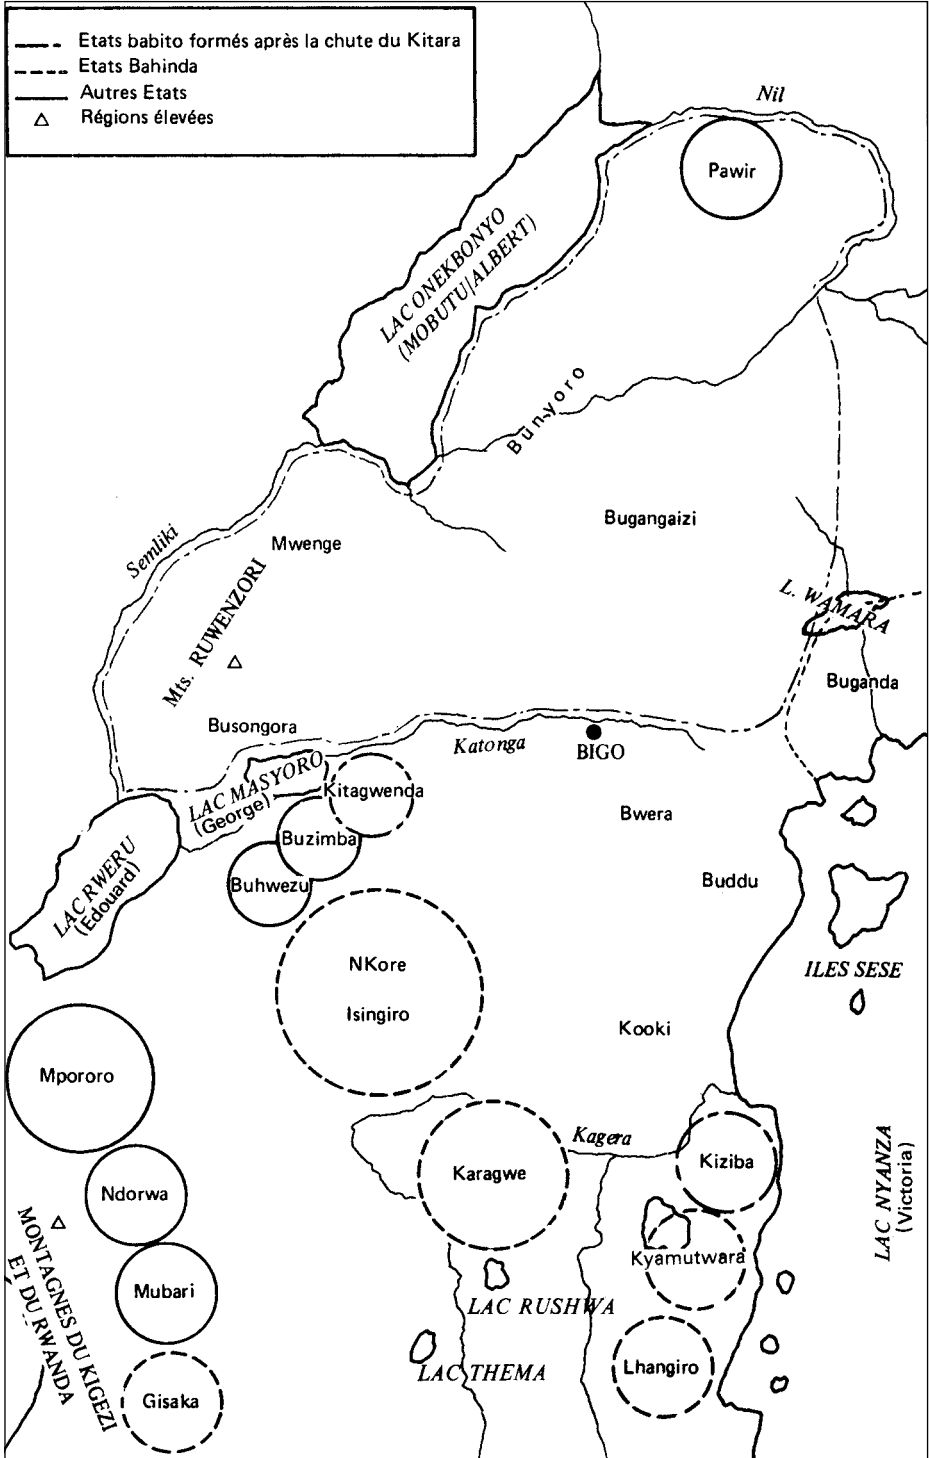 Etats babito formés après la chute du Kitara
Etats Bahinda
Autres Etats
Régions élevées
Nil
Pawir
LAC ONEKBONYO
(MOBUTU/ALBERT)
Bunyoro
Bugangaizi
Semliki
Mwenge
Mts. RUWENZORI
L. WAMARA
Buganda
Busongora
Katonga
BIGO
LAC MASYORO
(George)
Kitagwenda
Bwera
Buzimba
LAC RWERU
(Edouard)
Buhwezu
Buddu
NKore
Isingiro
ILES SESE
Kooki
Mpororo
Kagera
Karagwe
Kiziba
LAC NYANZA
(Victoria)
Ndorwa
MONTAGNES DU KIGEZI
ET DU RWANDA
Kyamutwara
Mubari
LAC RUSHWA
LAC THEMA
Lhangiro
Gisaka